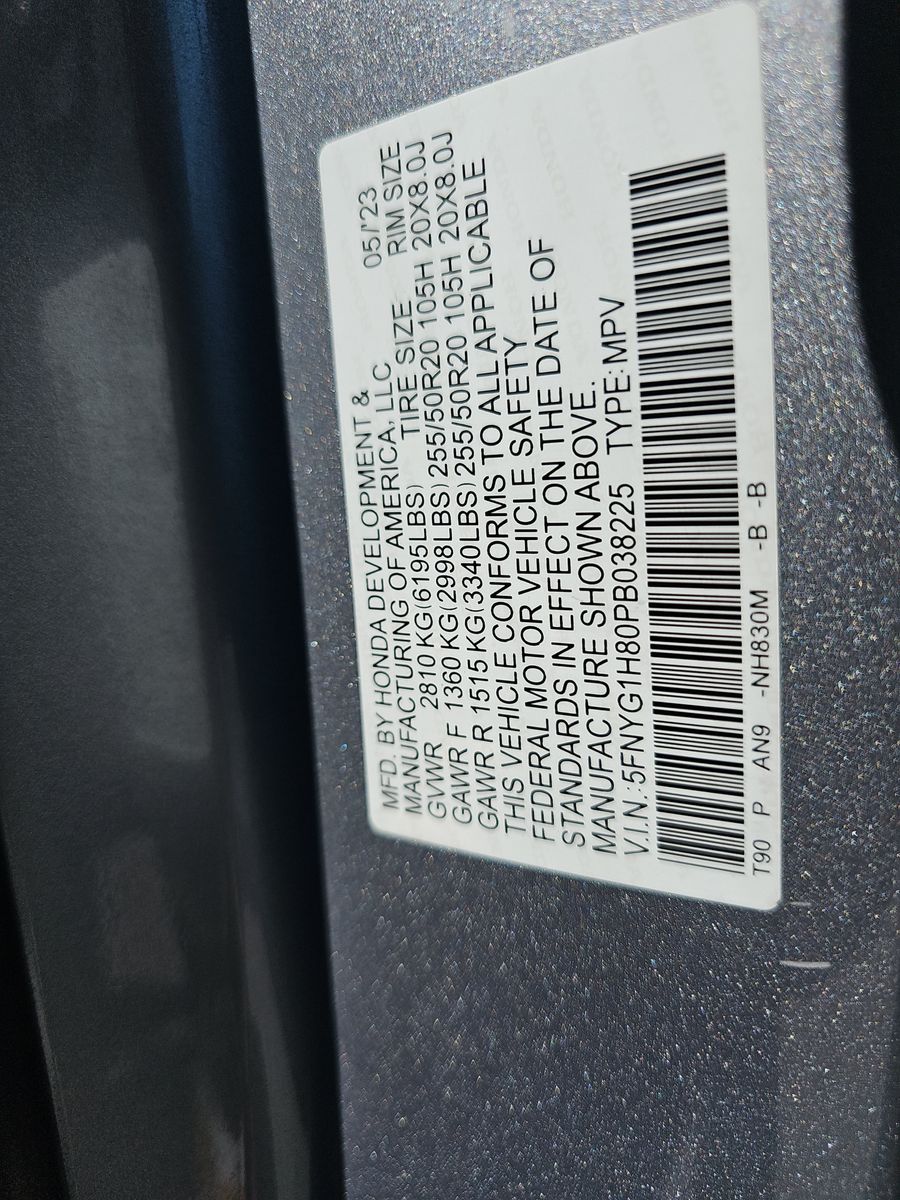 MFD. BY HONDA DEVELOPMENT & 05/'23
MANUFACTURING OF AMERICA, LLC
TIRE SIZE RIM SIZE
GVWR 2810 KG(6195LBS)
GAWR F 1360 KG(2998LBS) 255/50R20 105H 20X8.0J
GAWR R 1515 KG(3340LBS) 255/50R20 105H 20X8.0J
THIS VEHICLE CONFORMS TO ALL APPLICABLE
FEDERAL MOTOR VEHICLE SAFETY
STANDARDS IN EFFECT ON THE DATE OF
MANUFACTURE SHOWN ABOVE.
V.I.N.:5FNYG1H80PB038225 TYPE:MPV
T90 P AN9 -NH830M -B -B